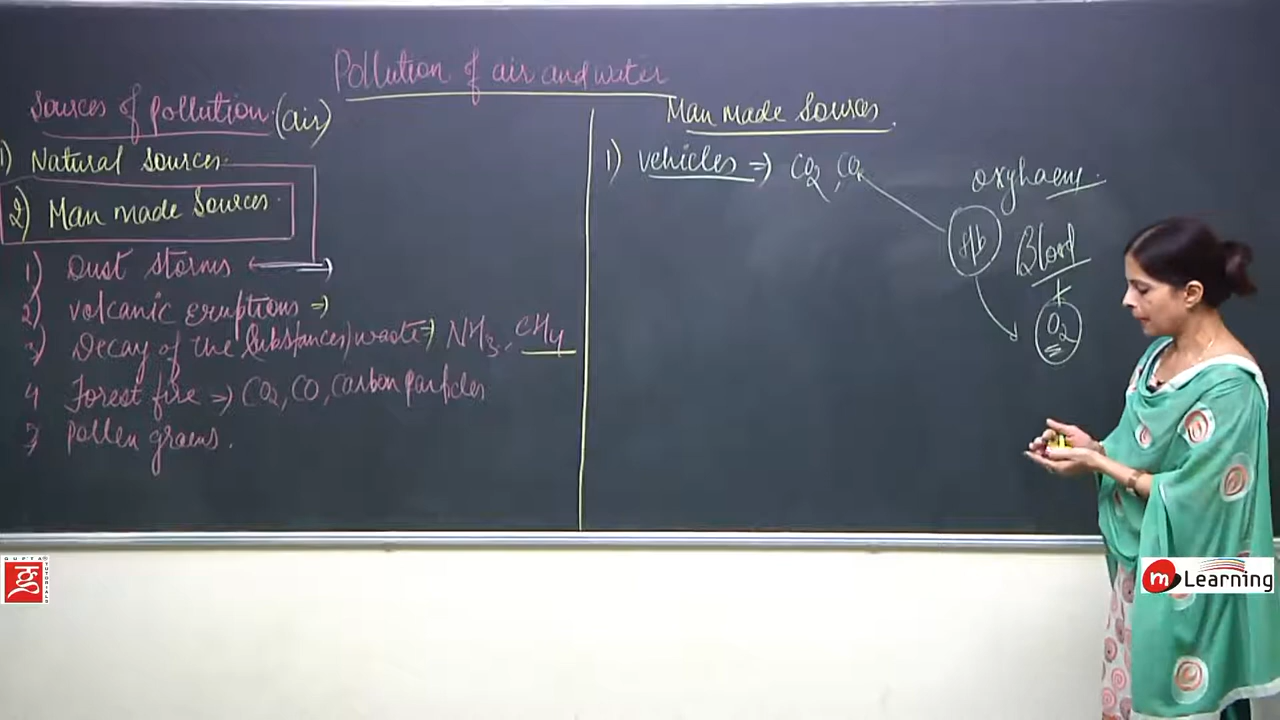 Pollution of air and water
Sources of pollution (air)
1) Natural Sources
2) Man made Sources
1) Dust storms
2) Volcanic eruptions ⇒
3) Decay of the substances/waste ⇒ NH3, CH4
4 Forest fire ⇒ CO2, CO, Carbon particles
5 pollen grains.
Man made Sources.
1) Vehicles ⇒ CO2, CO
Hb
Blood
+
O2
GUPTA TUTORIALS
m Learning